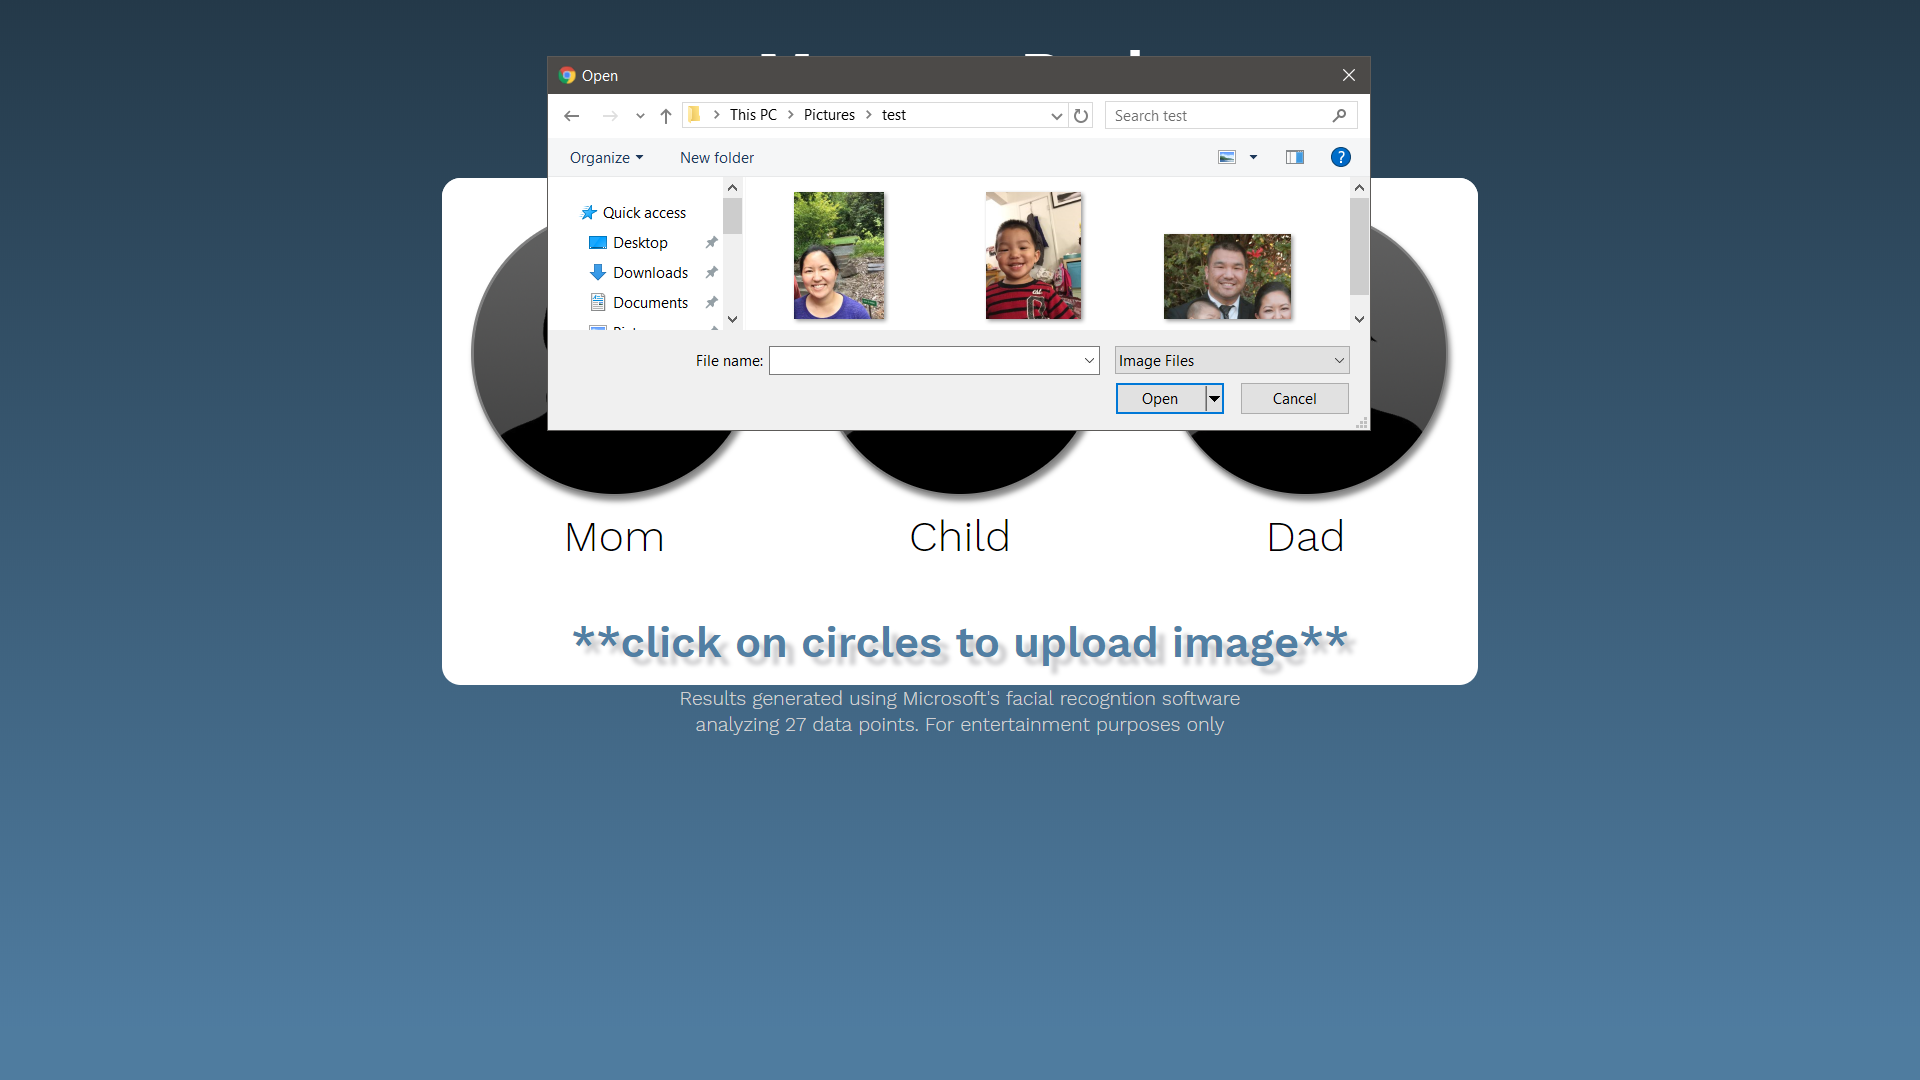 Open
This PC > Pictures > test
Search test
Organize
New folder
?
Quick access
Desktop
Downloads
Documents
File name:
Image Files
Open
Cancel
Mom
Child
Dad
**click on circles to upload image**
Results generated using Microsoft's facial recogntion software
analyzing 27 data points. For entertainment purposes only